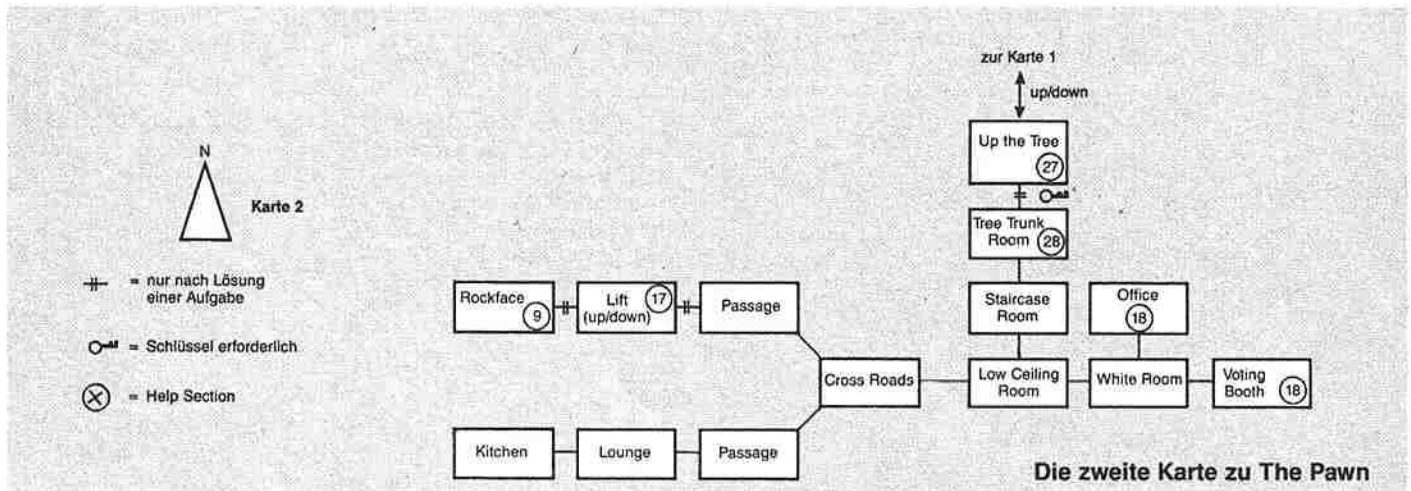 zur Karte 1
up/down
Up the Tree
27
N
Karte 2
Tree Trunk
Room
28
= nur nach Lösung
einer Aufgabe
Rockface
9
Lift
(up/down)
17
Passage
Staircase
Room
Office
18
= Schlüssel erforderlich
Cross Roads
Low Ceiling
Room
White Room
Voting
Booth
18
= Help Section
Kitchen
Lounge
Passage
Die zweite Karte zu The Pawn